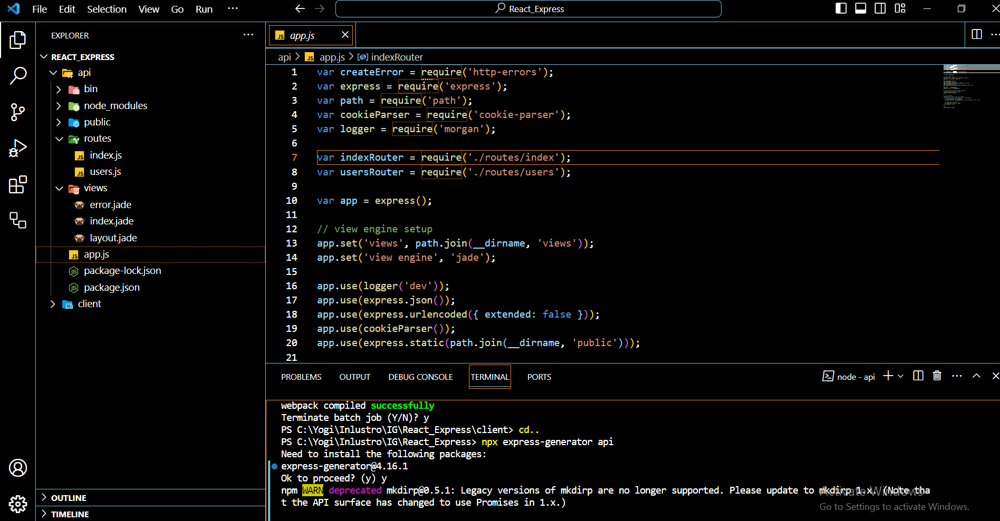 File Edit Selection View Go Run ···
React_Express
EXPLORER
REACT_EXPRESS
api
bin
node_modules
public
routes
index.js
users.js
views
error.jade
index.jade
layout.jade
app.js
package-lock.json
package.json
client
OUTLINE
TIMELINE
app.js
api > app.js > indexRouter
1 var createError = require('http-errors');
2 var express = require('express');
3 var path = require('path');
4 var cookieParser = require('cookie-parser');
5 var logger = require('morgan');
6
7 var indexRouter = require('./routes/index');
8 var usersRouter = require('./routes/users');
9
10 var app = express();
11
12 // view engine setup
13 app.set('views', path.join(__dirname, 'views'));
14 app.set('view engine', 'jade');
15
16 app.use(logger('dev'));
17 app.use(express.json());
18 app.use(express.urlencoded({ extended: false }));
19 app.use(cookieParser());
20 app.use(express.static(path.join(__dirname, 'public')));
21
PROBLEMS OUTPUT DEBUG CONSOLE TERMINAL PORTS
node - api
webpack compiled successfully
Terminate batch job (Y/N)? y
PS C:\Yogi\Inlustro\IG\React_Express\client> cd..
PS C:\Yogi\Inlustro\IG\React_Express> npx express-generator api
Need to install the following packages:
express-generator@4.16.1
Ok to proceed? (y) y
npm WARN deprecated mkdirp@0.5.1: Legacy versions of mkdirp are no longer supported. Please update to mkdirp 1.x. (Note tha
t the API surface has changed to use Promises in 1.x.)
Activate Windows
Go to Settings to activate Windows.